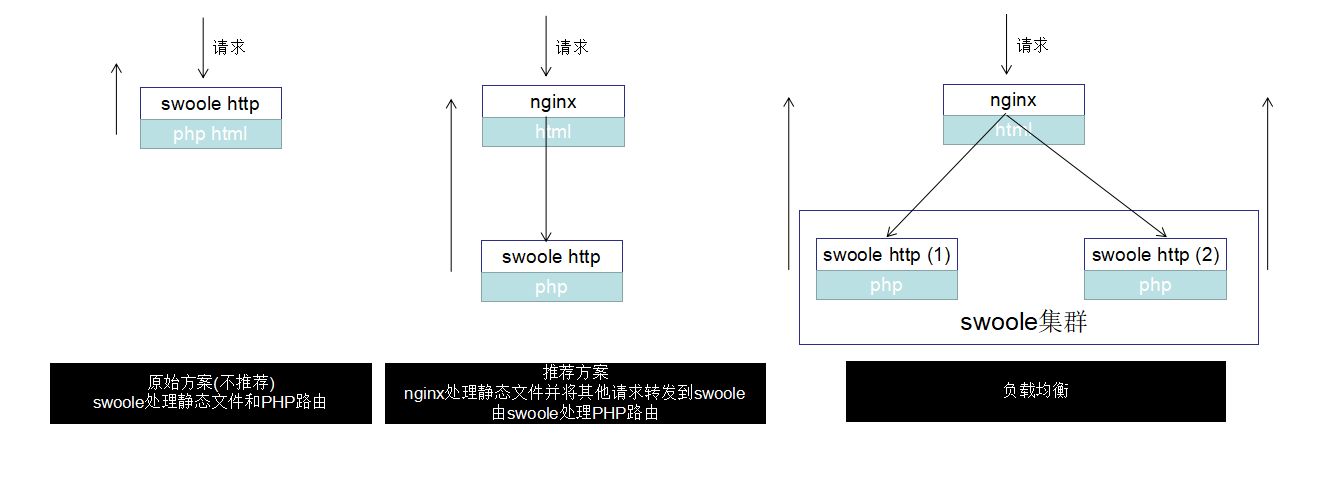 请求
swoole http
php html
原始方案(不推荐)
swoole处理静态文件和PHP路由
请求
nginx
html
swoole http
php
推荐方案
nginx处理静态文件并将其他请求转发到swoole
由swoole处理PHP路由
请求
nginx
html
swoole http (1)
php
swoole http (2)
php
swoole集群
负载均衡